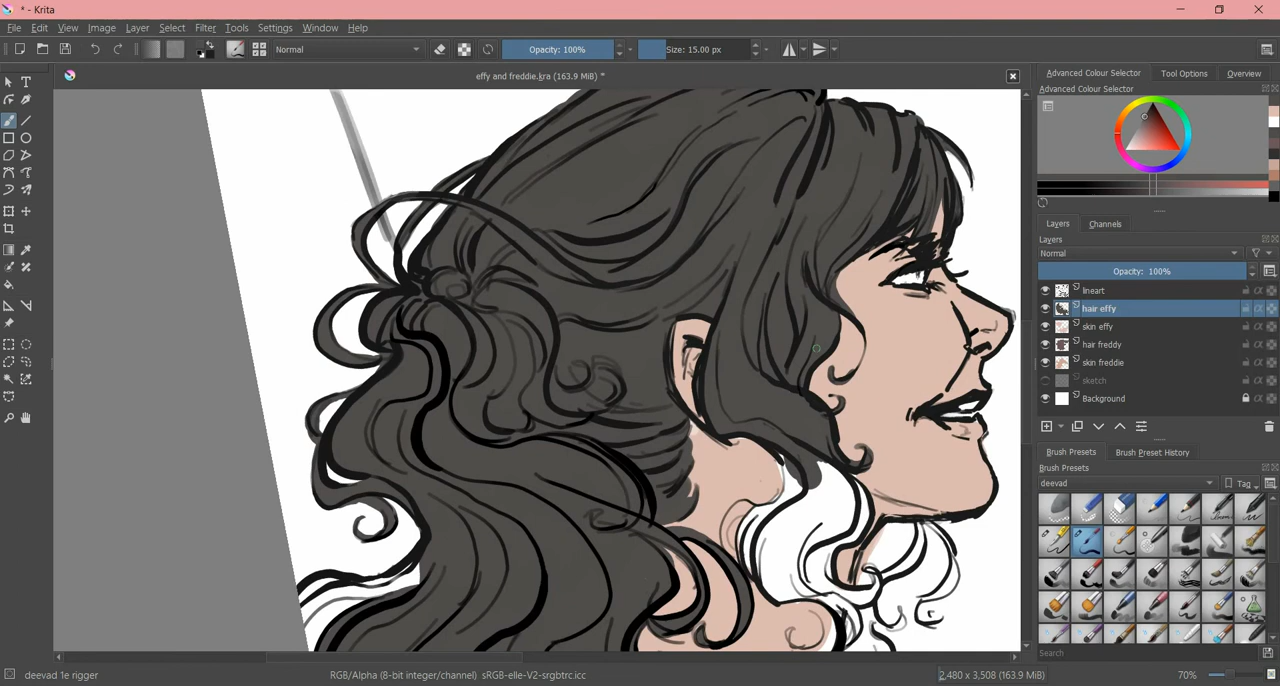 * - Krita
File Edit View Image Layer Select Filter Tools Settings Window Help
Normal Opacity: 100% Size: 15.00 px
effy and freddie.kra (163.9 MiB) *
Advanced Colour Selector Tool Options Overview
Advanced Colour Selector
Layers Channels
Layers
Normal
Opacity: 100%
lineart
hair effy
skin effy
hair freddy
skin freddie
sketch
Background
Brush Presets Brush Preset History
Brush Presets
deevad Tag
Search
deevad 1e rigger RGB/Alpha (8-bit integer/channel) sRGB-elle-V2-srgbtrc.icc 2,480 x 3,508 (163.9 MiB) 70%